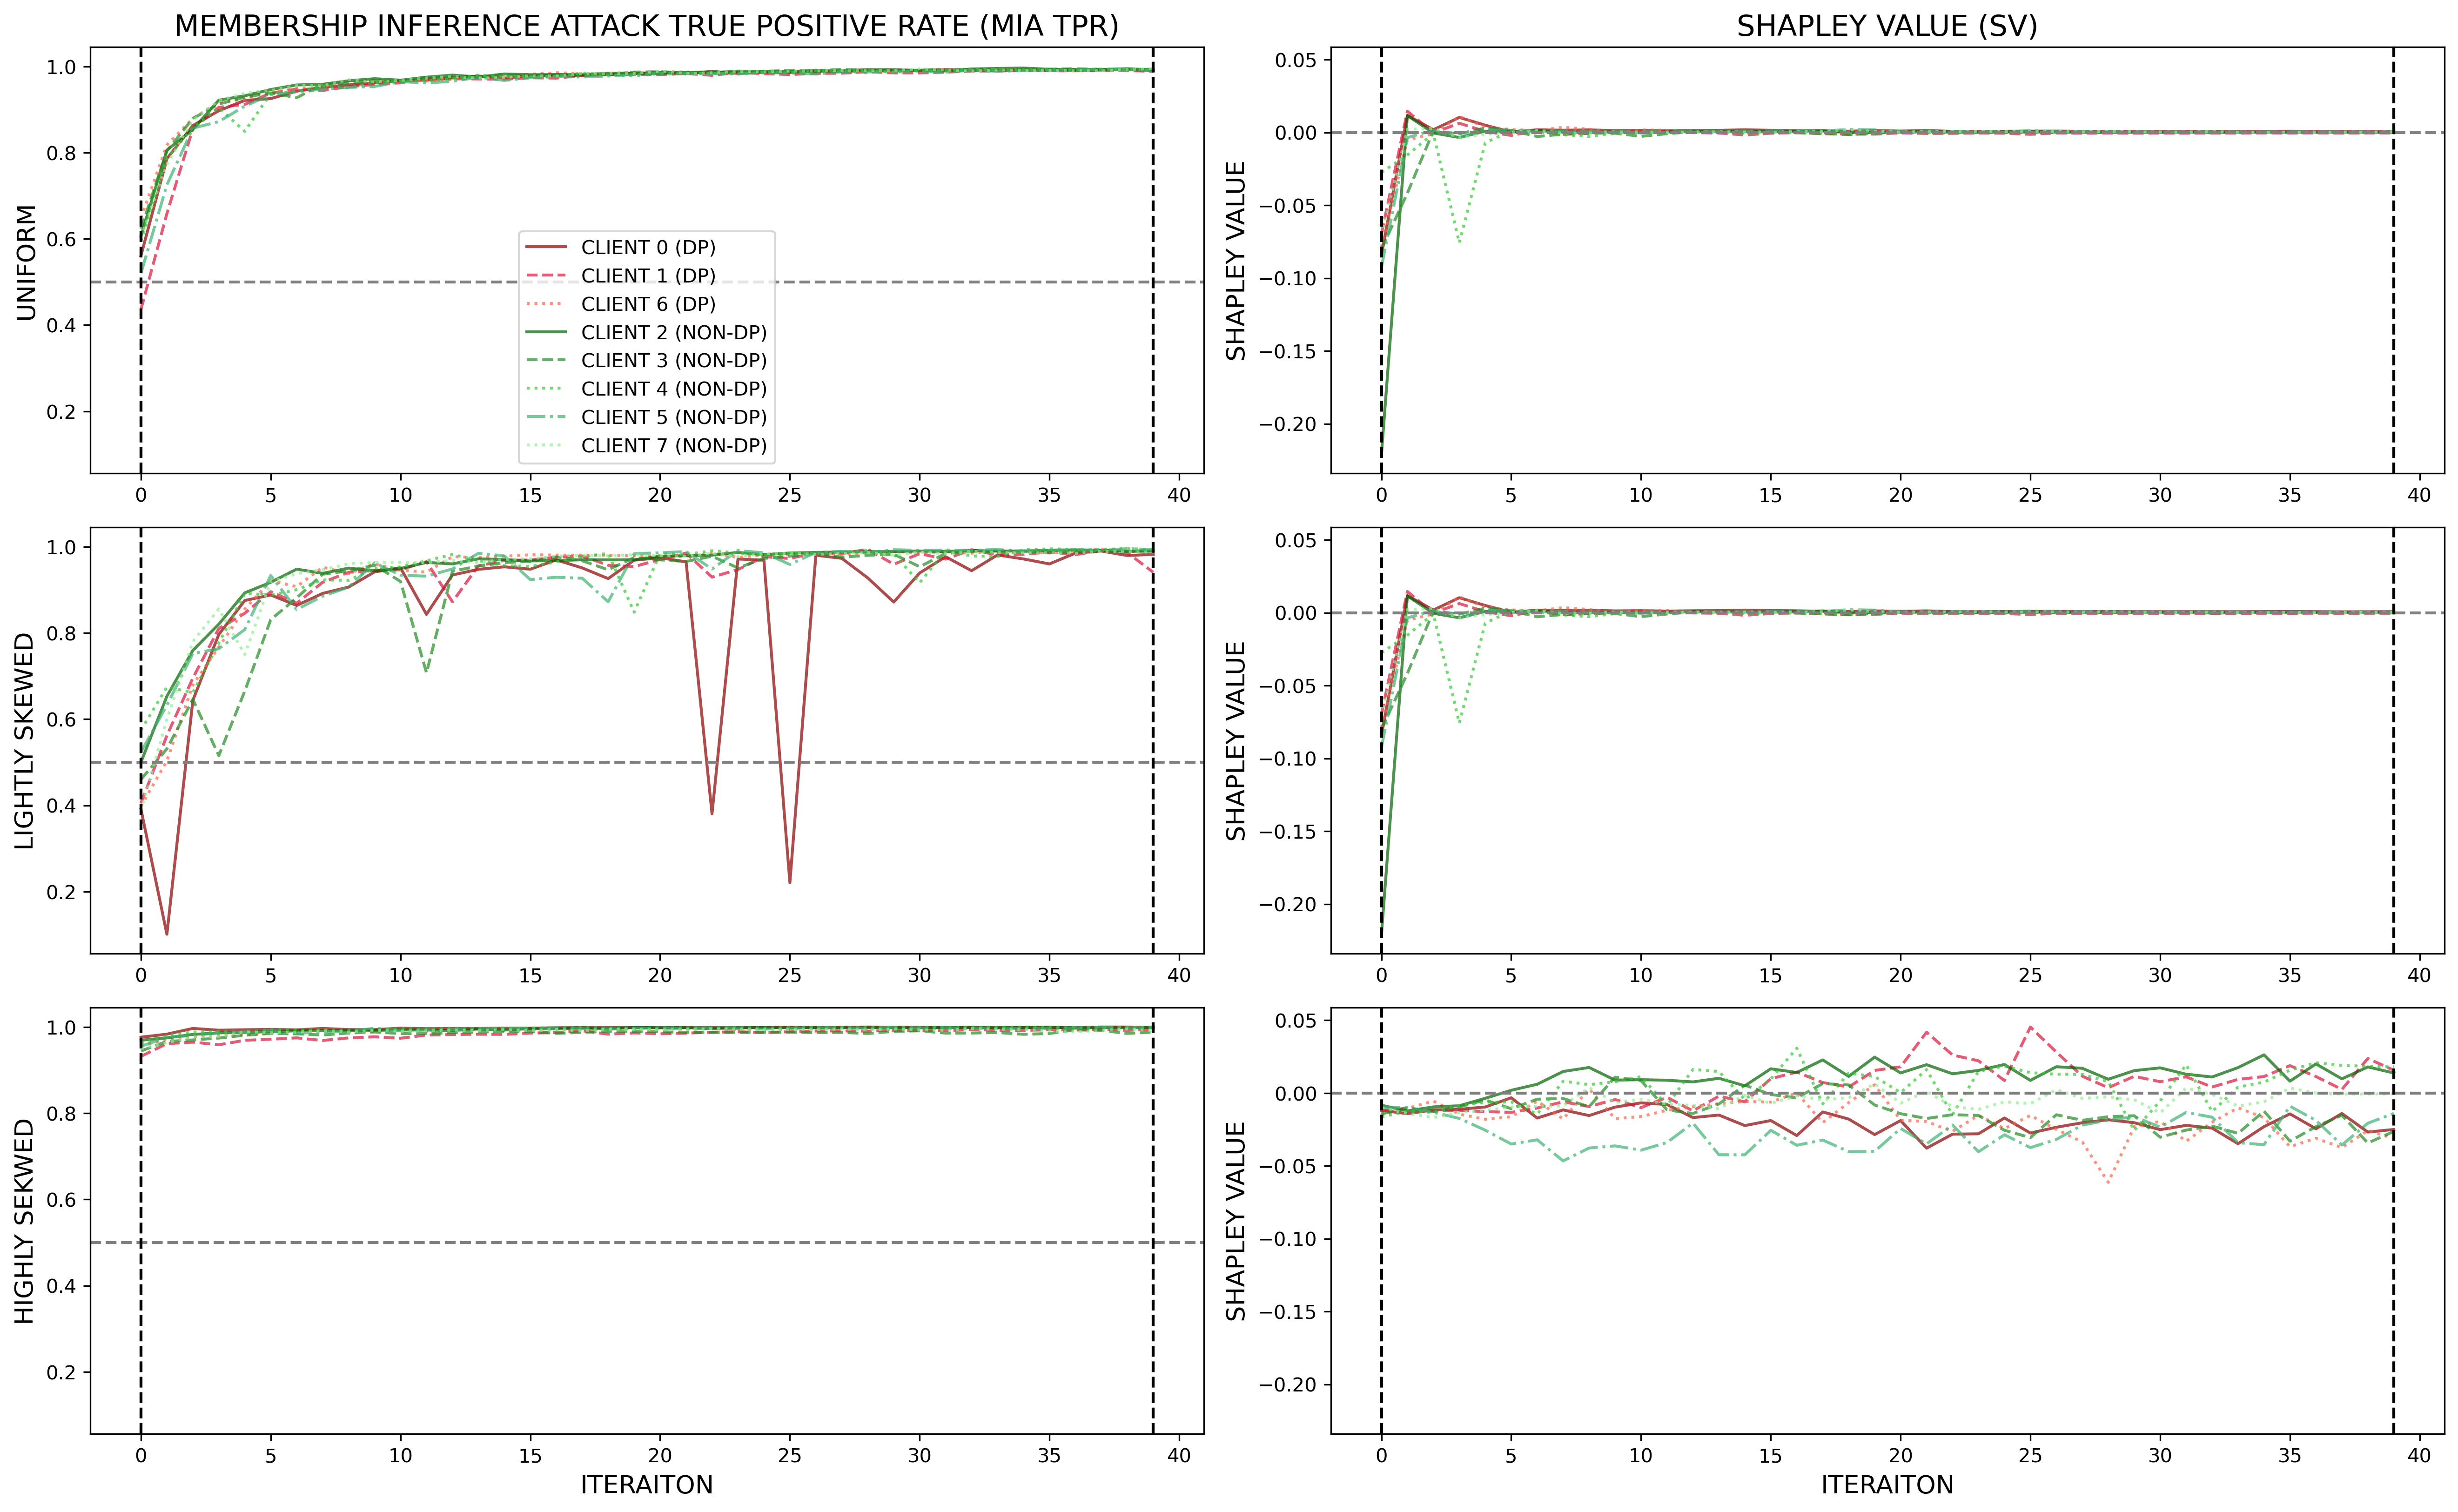 MEMBERSHIP INFERENCE ATTACK TRUE POSITIVE RATE (MIA TPR)
SHAPLEY VALUE (SV)
UNIFORM
1.0
0.8
0.6
0.4
0.2
CLIENT 0 (DP)
CLIENT 1 (DP)
CLIENT 6 (DP)
CLIENT 2 (NON-DP)
CLIENT 3 (NON-DP)
CLIENT 4 (NON-DP)
CLIENT 5 (NON-DP)
CLIENT 7 (NON-DP)
0 5 10 15 20 25 30 35 40
SHAPLEY VALUE
0.05
0.00
−0.05
−0.10
−0.15
−0.20
0 5 10 15 20 25 30 35 40
LIGHTLY SKEWED
1.0
0.8
0.6
0.4
0.2
0 5 10 15 20 25 30 35 40
SHAPLEY VALUE
0.05
0.00
−0.05
−0.10
−0.15
−0.20
0 5 10 15 20 25 30 35 40
HIGHLY SEKWED
1.0
0.8
0.6
0.4
0.2
0 5 10 15 20 25 30 35 40
ITERAITON
SHAPLEY VALUE
0.05
0.00
−0.05
−0.10
−0.15
−0.20
0 5 10 15 20 25 30 35 40
ITERAITON